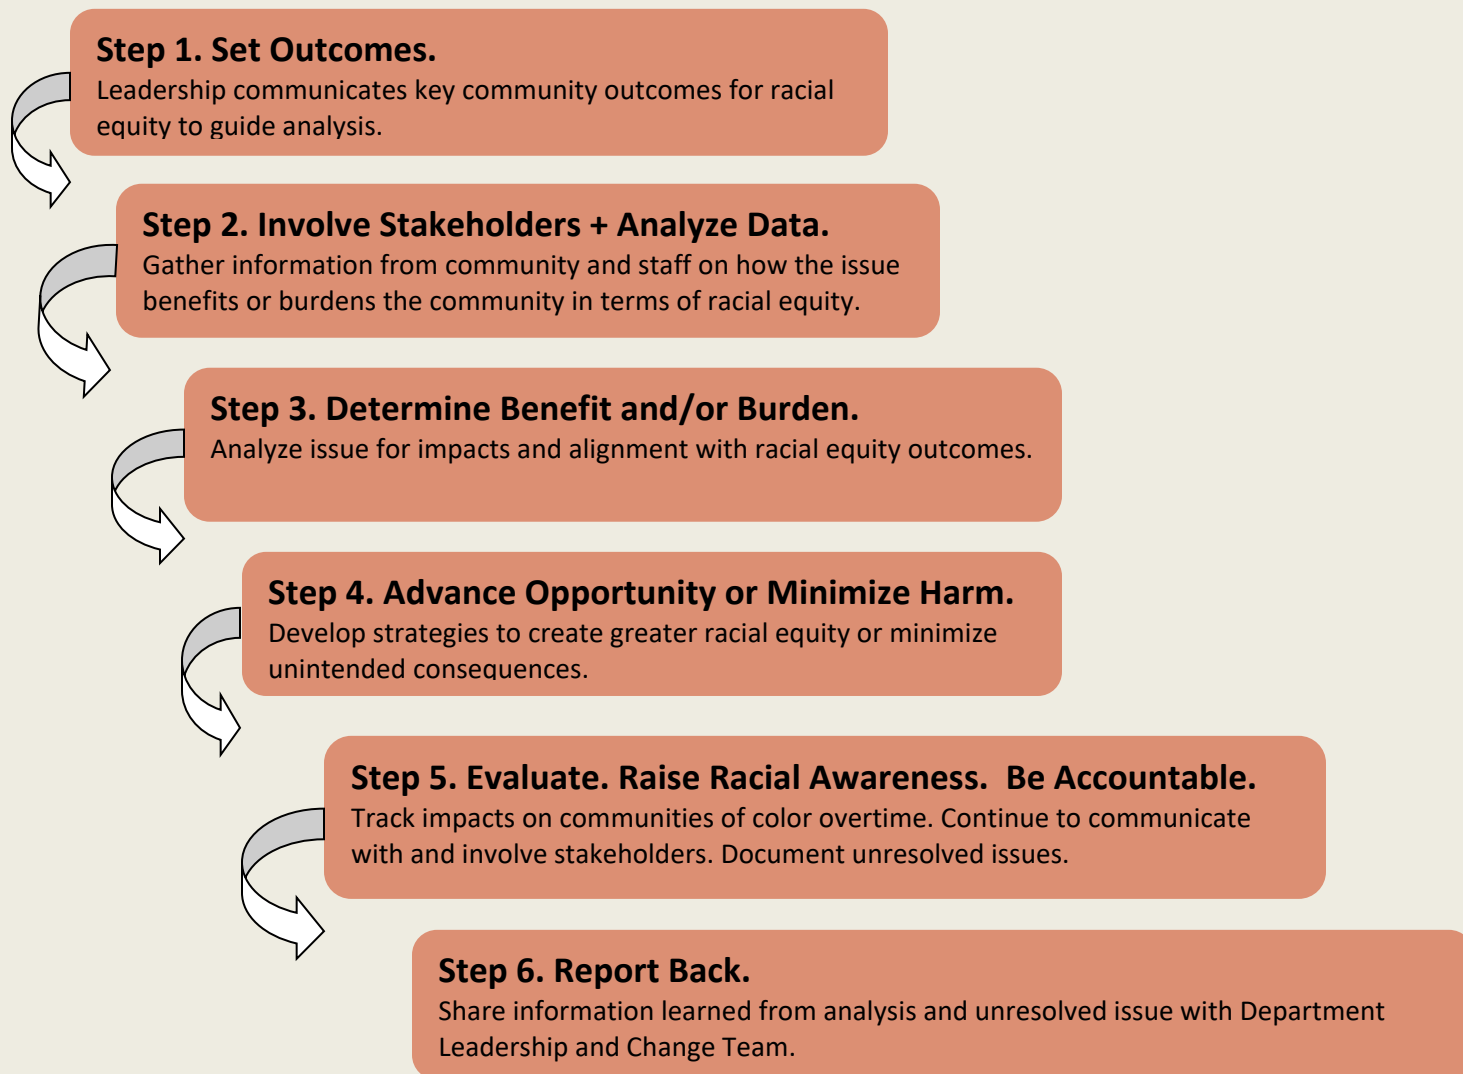 Step 1. Set Outcomes.
Leadership communicates key community outcomes for racial
equity to guide analysis.
Step 2. Involve Stakeholders + Analyze Data.
Gather information from community and staff on how the issue
benefits or burdens the community in terms of racial equity.
Step 3. Determine Benefit and/or Burden.
Analyze issue for impacts and alignment with racial equity outcomes.
Step 4. Advance Opportunity or Minimize Harm.
Develop strategies to create greater racial equity or minimize
unintended consequences.
Step 5. Evaluate. Raise Racial Awareness.  Be Accountable.
Track impacts on communities of color overtime. Continue to communicate
with and involve stakeholders. Document unresolved issues.
Step 6. Report Back.
Share information learned from analysis and unresolved issue with Department
Leadership and Change Team.